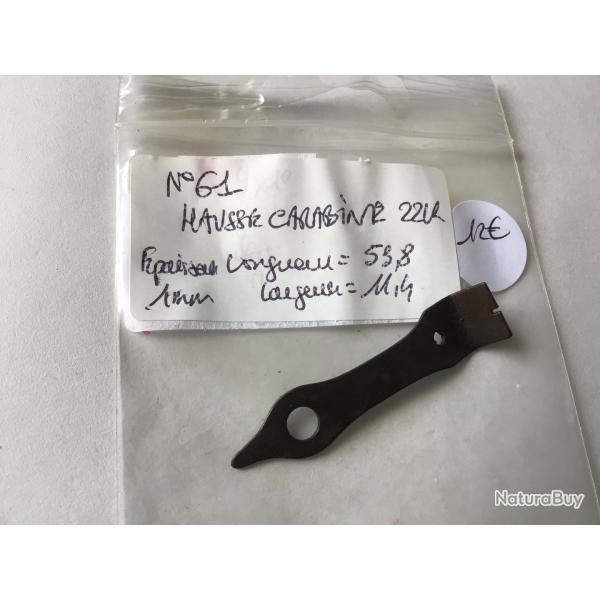 N°61
HAUSSE CARABINE 22LR
Epaisseur longueur = 53,8
1mm largeur = 11,4
12€
NaturaBuy